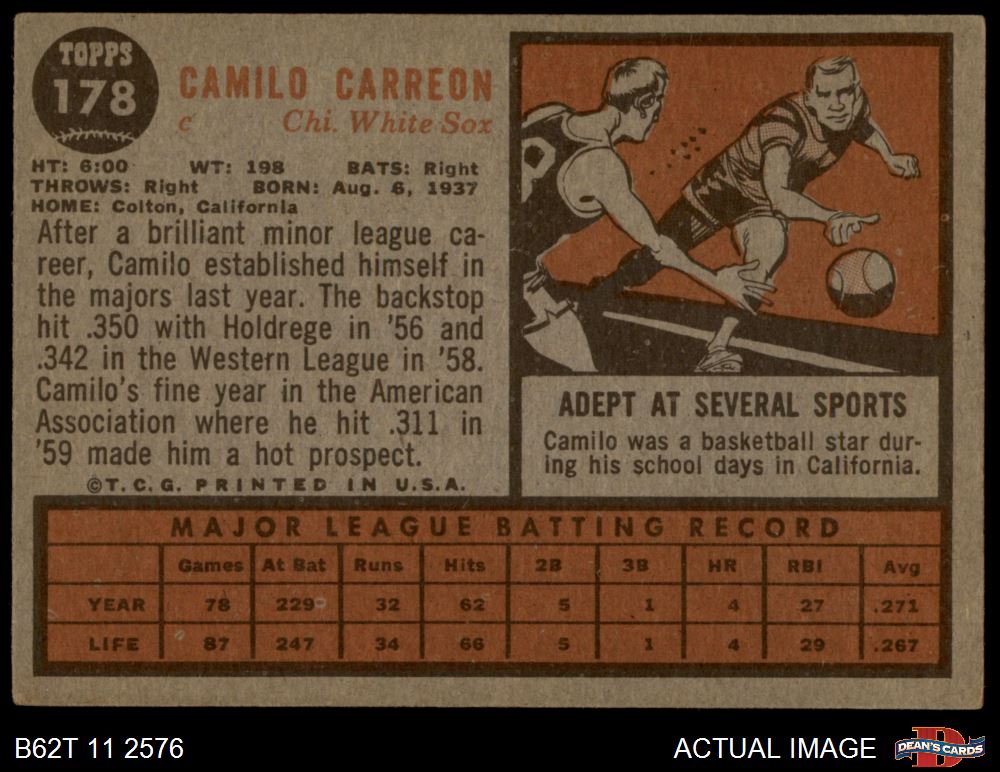 TOPPS
178
CAMILO CARREON
c Chi. White Sox
HT: 6:00 WT: 198 BATS: Right
THROWS: Right BORN: Aug. 6, 1937
HOME: Colton, California
After a brilliant minor league ca-
reer, Camilo established himself in
the majors last year. The backstop
hit .350 with Holdrege in '56 and
.342 in the Western League in '58.
Camilo's fine year in the American
Association where he hit .311 in
'59 made him a hot prospect.
©T.C.G. PRINTED IN U.S.A.
ADEPT AT SEVERAL SPORTS
Camilo was a basketball star dur-
ing his school days in California.
MAJOR LEAGUE BATTING RECORD
Games At Bat Runs Hits 2B 3B HR RBI Avg
YEAR 78 229 32 62 5 1 4 27 .271
LIFE 87 247 34 66 5 1 4 29 .267
B62T 11 2576
ACTUAL IMAGE
D
DEAN'S CARDS